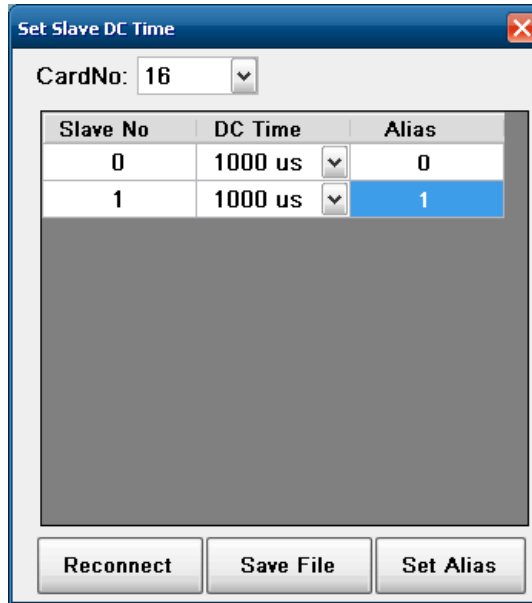 Set Slave DC Time
CardNo: 16
Slave No DC Time Alias
0 1000 us 0
1 1000 us 1
Reconnect Save File Set Alias